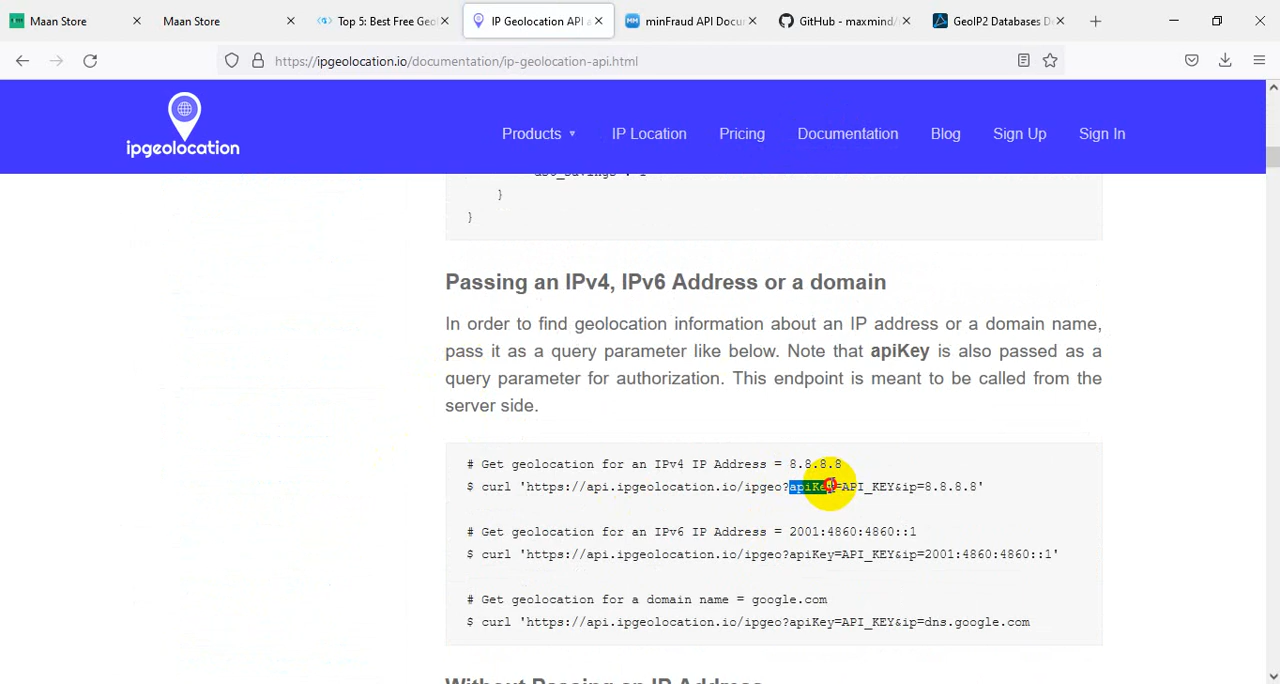 Maan Store
Maan Store
Top 5: Best Free Geo
IP Geolocation API a
minFraud API Docu
GitHub - maxmind/
GeoIP2 Databases D
https://ipgeolocation.io/documentation/ip-geolocation-api.html
ipgeolocation
Products
IP Location
Pricing
Documentation
Blog
Sign Up
Sign In
}
}
Passing an IPv4, IPv6 Address or a domain
In order to find geolocation information about an IP address or a domain name,
pass it as a query parameter like below. Note that apiKey is also passed as a
query parameter for authorization. This endpoint is meant to be called from the
server side.
# Get geolocation for an IPv4 IP Address = 8.8.8.8
$ curl 'https://api.ipgeolocation.io/ipgeo?apiKey=API_KEY&ip=8.8.8.8'
# Get geolocation for an IPv6 IP Address = 2001:4860:4860::1
$ curl 'https://api.ipgeolocation.io/ipgeo?apiKey=API_KEY&ip=2001:4860:4860::1'
# Get geolocation for a domain name = google.com
$ curl 'https://api.ipgeolocation.io/ipgeo?apiKey=API_KEY&ip=dns.google.com
Without Passing an IP Address